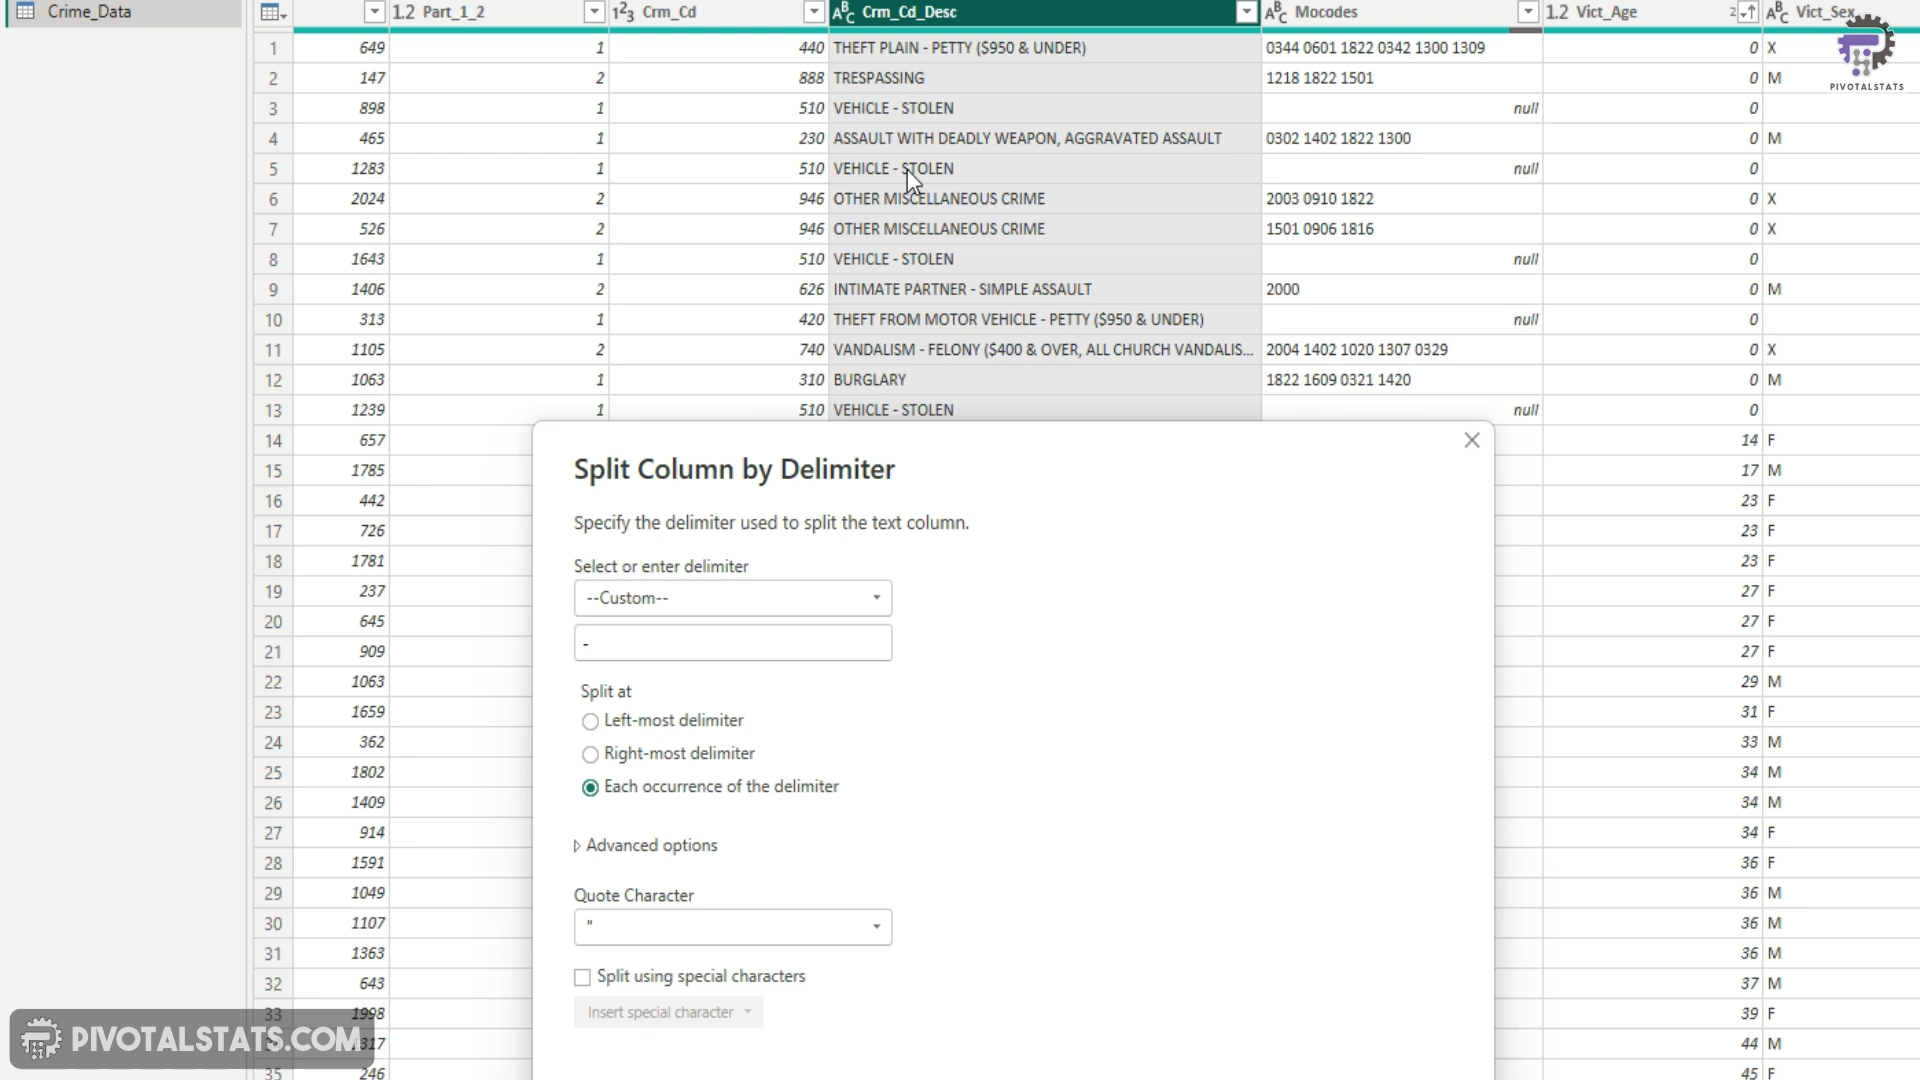 Crime_Data
1.2 Part_1_2 123 Crm_Cd ABC Crm_Cd_Desc ABC Mocodes 1.2 Vict_Age 2 ABC Vict_Sex
1 649 1 440 THEFT PLAIN - PETTY ($950 & UNDER) 0344 0601 1822 0342 1300 1309 0 X
2 147 2 888 TRESPASSING 1218 1822 1501 0 M
PIVOTALSTATS
3 898 1 510 VEHICLE - STOLEN null 0
4 465 1 230 ASSAULT WITH DEADLY WEAPON, AGGRAVATED ASSAULT 0302 1402 1822 1300 0 M
5 1283 1 510 VEHICLE - STOLEN null 0
6 2024 2 946 OTHER MISCELLANEOUS CRIME 2003 0910 1822 0 X
7 526 2 946 OTHER MISCELLANEOUS CRIME 1501 0906 1816 0 X
8 1643 1 510 VEHICLE - STOLEN null 0
9 1406 2 626 INTIMATE PARTNER - SIMPLE ASSAULT 2000 0 M
10 313 1 420 THEFT FROM MOTOR VEHICLE - PETTY ($950 & UNDER) null 0
11 1105 2 740 VANDALISM - FELONY ($400 & OVER, ALL CHURCH VANDALIS... 2004 1402 1020 1307 0329 0 X
12 1063 1 310 BURGLARY 1822 1609 0321 1420 0 M
13 1239 1 510 VEHICLE - STOLEN null 0
14 657 14 F
15 1785 17 M
16 442 23 F
17 726 23 F
18 1781 23 F
19 237 27 F
20 645 27 F
21 909 27 F
22 1063 29 M
23 1659 31 F
24 362 33 M
25 1802 34 M
26 1409 34 M
27 914 34 F
28 1591 36 F
29 1049 36 M
30 1107 36 M
31 1363 36 M
32 643 37 M
33 1998 39 F
317 44 M
35 246 45 F
Split Column by Delimiter
Specify the delimiter used to split the text column.
Select or enter delimiter
--Custom--
-
Split at
Left-most delimiter
Right-most delimiter
Each occurrence of the delimiter
Advanced options
Quote Character
"
Split using special characters
Insert special character
PIVOTALSTATS.COM